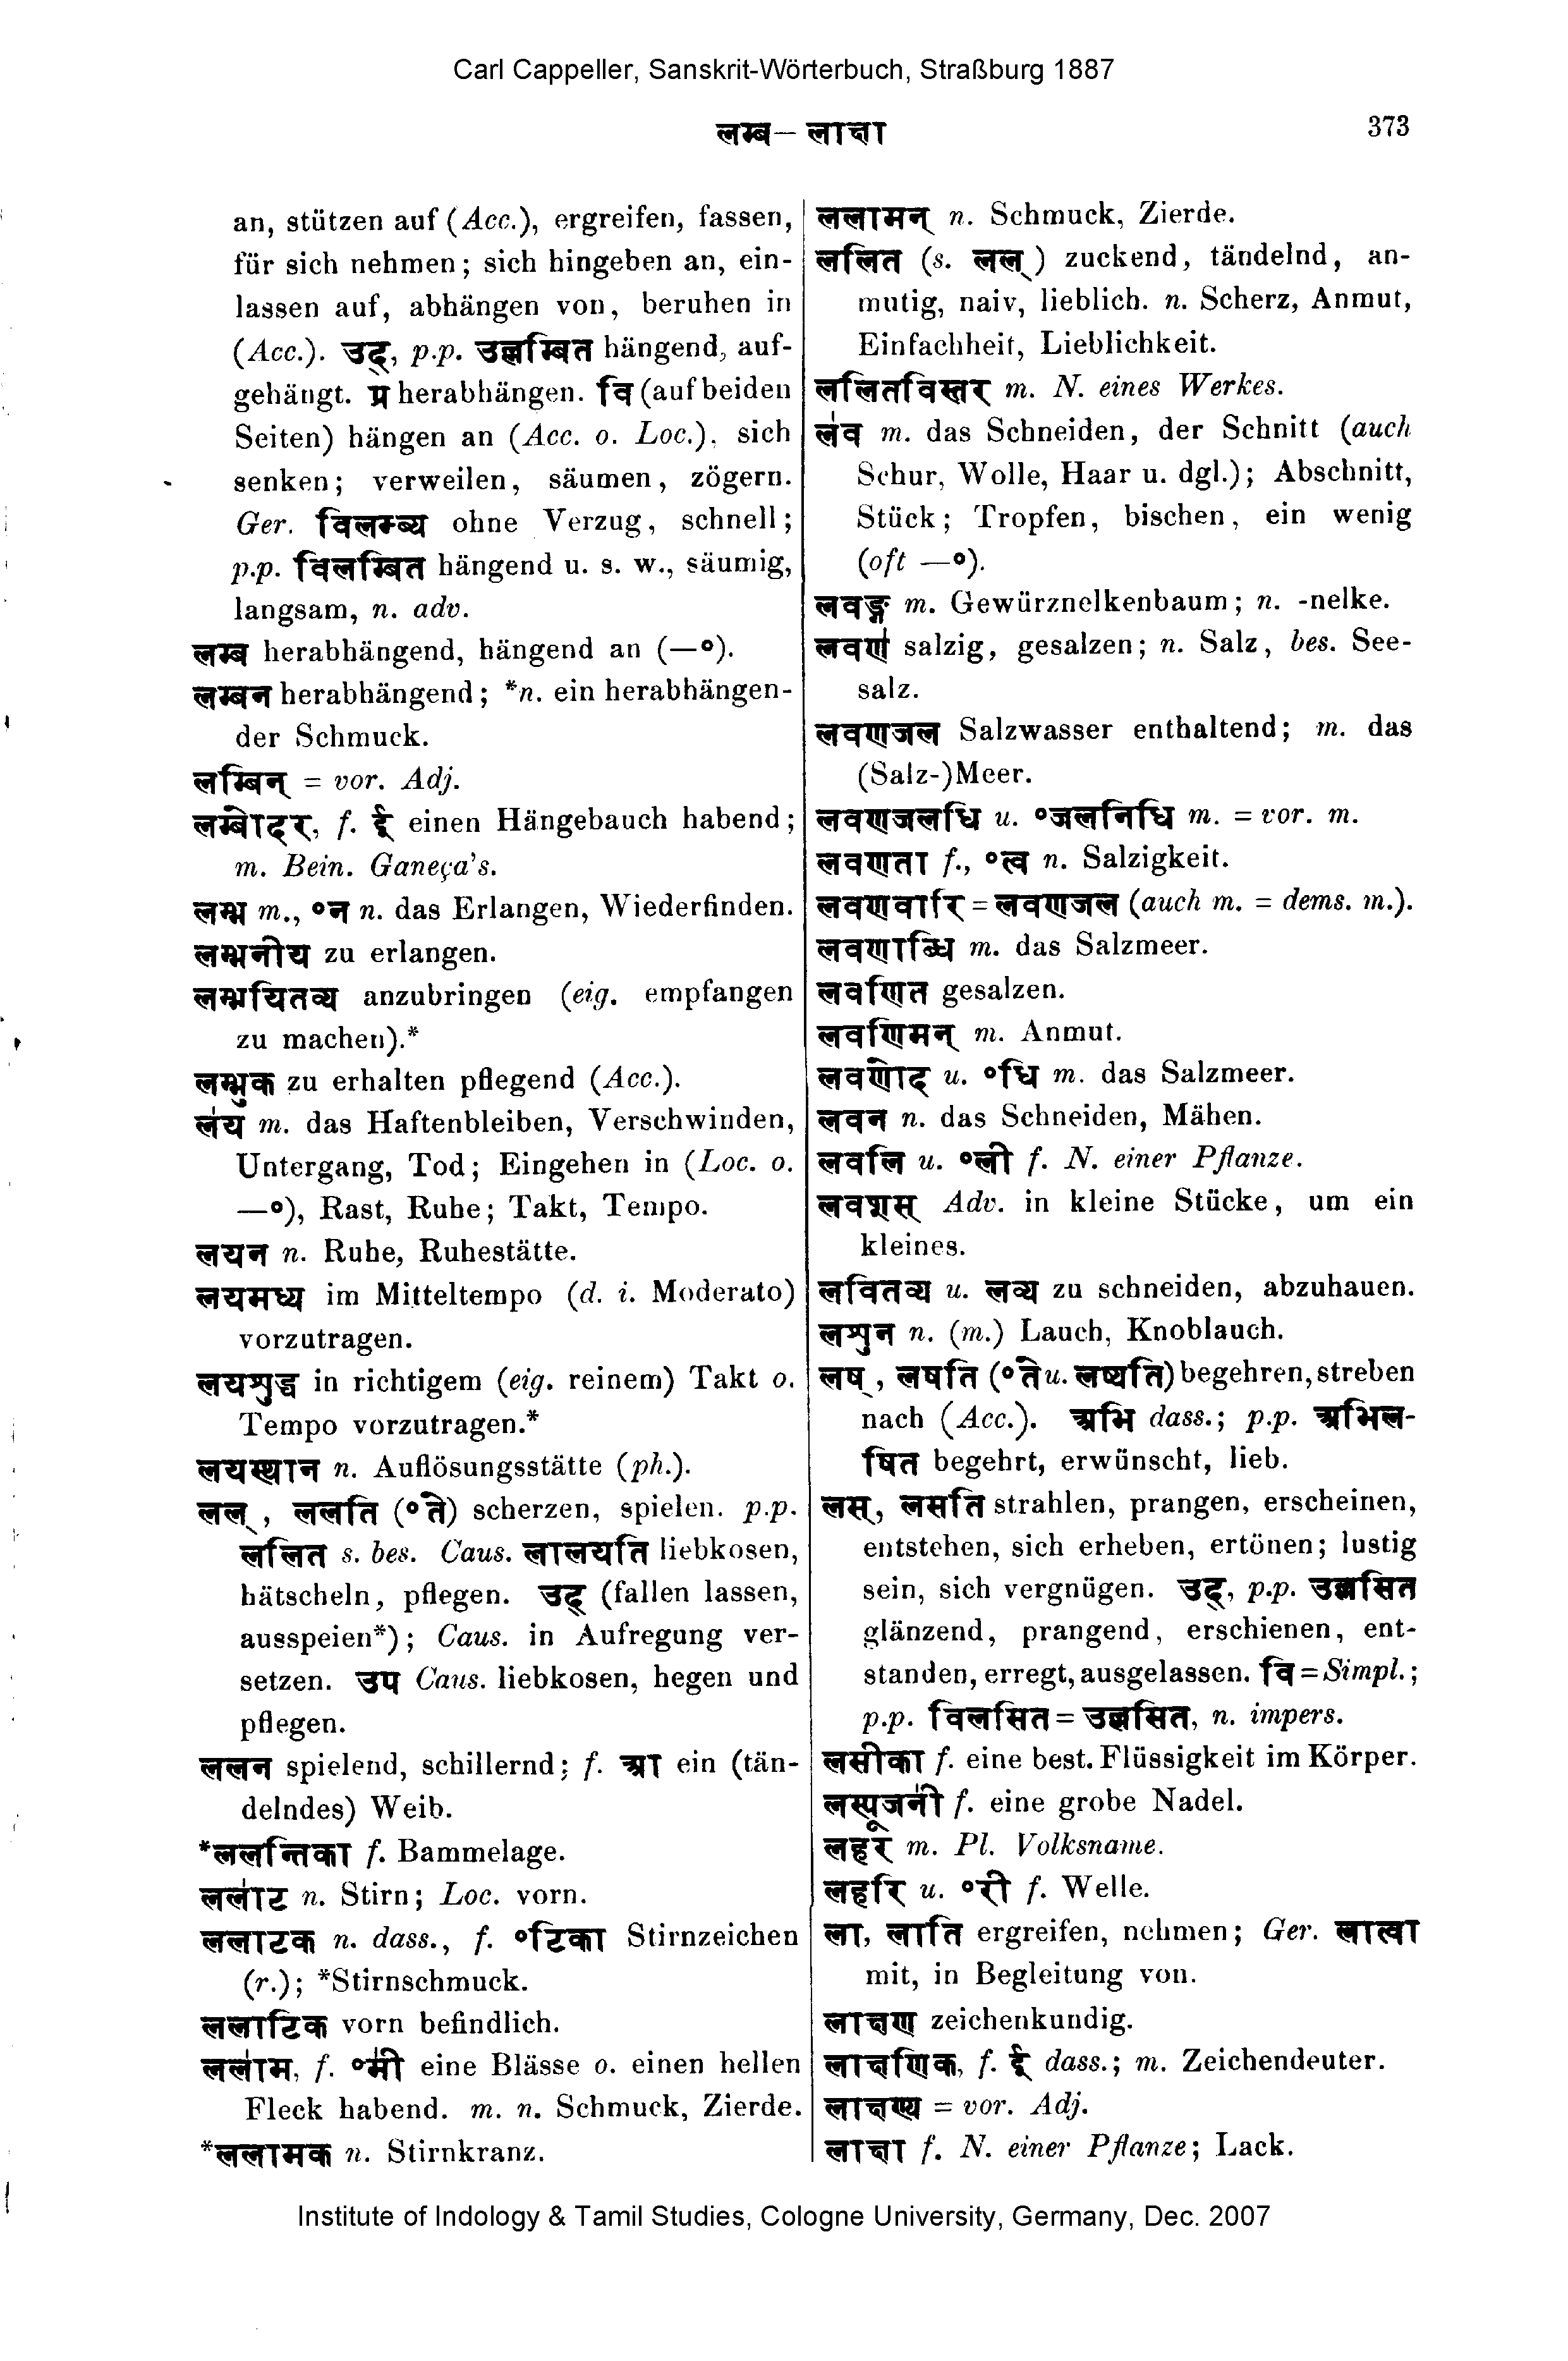 Carl Cappeller, Sanskrit-Wörterbuch, Straßburg 1887
लम्ब — लाक्षा
373
an, stützen auf (Acc.), ergreifen, fassen,
für sich nehmen; sich hingeben an, ein-
lassen auf, abhängen von, beruhen in
(Acc.). उद्, p.p. उल्लम्बित hängend, auf-
gehängt. प्र herabhängen. वि (auf beiden
Seiten) hängen an (Acc. o. Loc.), sich
senken; verweilen, säumen, zögern.
Ger. विलम्ब्य ohne Verzug, schnell;
p.p. विलम्बित hängend u. s. w., säumig,
langsam, n. adv.
लम्ब herabhängend, hängend an (—°).
लम्बन herabhängend; *n. ein herabhängen-
der Schmuck.
लम्बिन् = vor. Adj.
लम्बोदर, f. ई einen Hängebauch habend;
m. Bein. Ganeça's.
लम्भ m., °न n. das Erlangen, Wiederfinden.
लम्भनीय zu erlangen.
लम्भयितव्य anzubringen (eig. empfangen
zu machen).*
लम्भुक zu erhalten pflegend (Acc.).
लय॑ m. das Haftenbleiben, Verschwinden,
Untergang, Tod; Eingehen in (Loc. o.
—°), Rast, Ruhe; Takt, Tempo.
लयन n. Ruhe, Ruhestätte.
लयमध्य im Mitteltempo (d. i. Moderato)
vorzutragen.
लयशुद्ध in richtigem (eig. reinem) Takt o.
Tempo vorzutragen.*
लयस्थान n. Auflösungsstätte (ph.).
लल्, ललति (°ते) scherzen, spielen. p.p.
ललित s. bes. Caus. लालयति liebkosen,
hätscheln, pflegen. उद् (fallen lassen,
ausspeien*); Caus. in Aufregung ver-
setzen. उप Caus. liebkosen, hegen und
pflegen.
ललन spielend, schillernd; f. आ ein (tän-
delndes) Weib.
*ललन्तिका f. Bammelage.
लला॑ट n. Stirn; Loc. vorn.
ललाटक n. dass., f. °टिका Stirnzeichen
(r.); *Stirnschmuck.
ललाटिक vorn befindlich.
लला॑म, f. °मी॑ eine Blässe o. einen hellen
Fleck habend. m. n. Schmuck, Zierde.
*ललामक n. Stirnkranz.
ललामन् n. Schmuck, Zierde.
ललित (s. लल्) zuckend, tändelnd, an-
mutig, naiv, lieblich. n. Scherz, Anmut,
Einfachheit, Lieblichkeit.
ललितविस्तर m. N. eines Werkes.
लव॑ m. das Schneiden, der Schnitt (auch
Schur, Wolle, Haar u. dgl.); Abschnitt,
Stück; Tropfen, bischen, ein wenig
(oft —°).
लवङ्ग m. Gewürznelkenbaum; n. -nelke.
लवण॑ salzig, gesalzen; n. Salz, bes. See-
salz.
लवणजल Salzwasser enthaltend; m. das
(Salz-)Meer.
लवणजलधि u. °जलनिधि m. = vor. m.
लवणता f., °त्व n. Salzigkeit.
लवणवारि = लवणजल (auch m. = dems. m.).
लवणाब्धि m. das Salzmeer.
लवणित gesalzen.
लवणिमन् m. Anmut.
लवणोद u. °धि m. das Salzmeer.
लवन n. das Schneiden, Mähen.
लवलि u. °ली f. N. einer Pflanze.
लवशस् Adv. in kleine Stücke, um ein
kleines.
लवितव्य u. लव्य zu schneiden, abzuhauen.
लशुन n. (m.) Lauch, Knoblauch.
लष्, लषति (°ते u. लष्यति) begehren, streben
nach (Acc.). अभि dass.; p.p. अभिल-
षित begehrt, erwünscht, lieb.
लस्, लसति strahlen, prangen, erscheinen,
entstehen, sich erheben, ertönen; lustig
sein, sich vergnügen. उद्, p.p. उल्लसित
glänzend, prangend, erschienen, ent-
standen, erregt, ausgelassen. वि = Simpl.;
p.p. विलसित = उल्लसित, n. impers.
लसीका f. eine best. Flüssigkeit im Körper.
लस्पूजनी॑ f. eine grobe Nadel.
लहर m. Pl. Volksname.
लहरि u. °री f. Welle.
ला, लाति ergreifen, nehmen; Ger. लात्वा
mit, in Begleitung von.
लाक्षण zeichenkundig.
लाक्षणिक, f. ई dass.; m. Zeichendeuter.
लाक्षण्य = vor. Adj.
लाक्षा f. N. einer Pflanze; Lack.
Institute of Indology & Tamil Studies, Cologne University, Germany, Dec. 2007